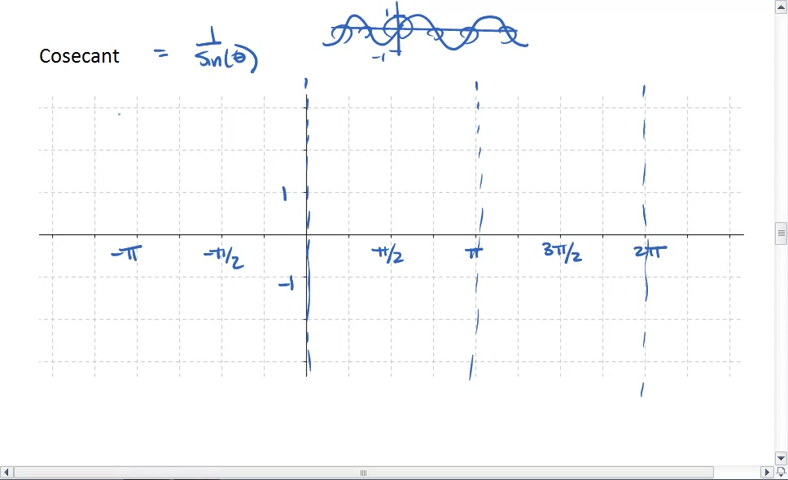 1
-1
Cosecant = 1/sin(θ)
1
-π -π/2 π/2 π 3π/2 2π
-1